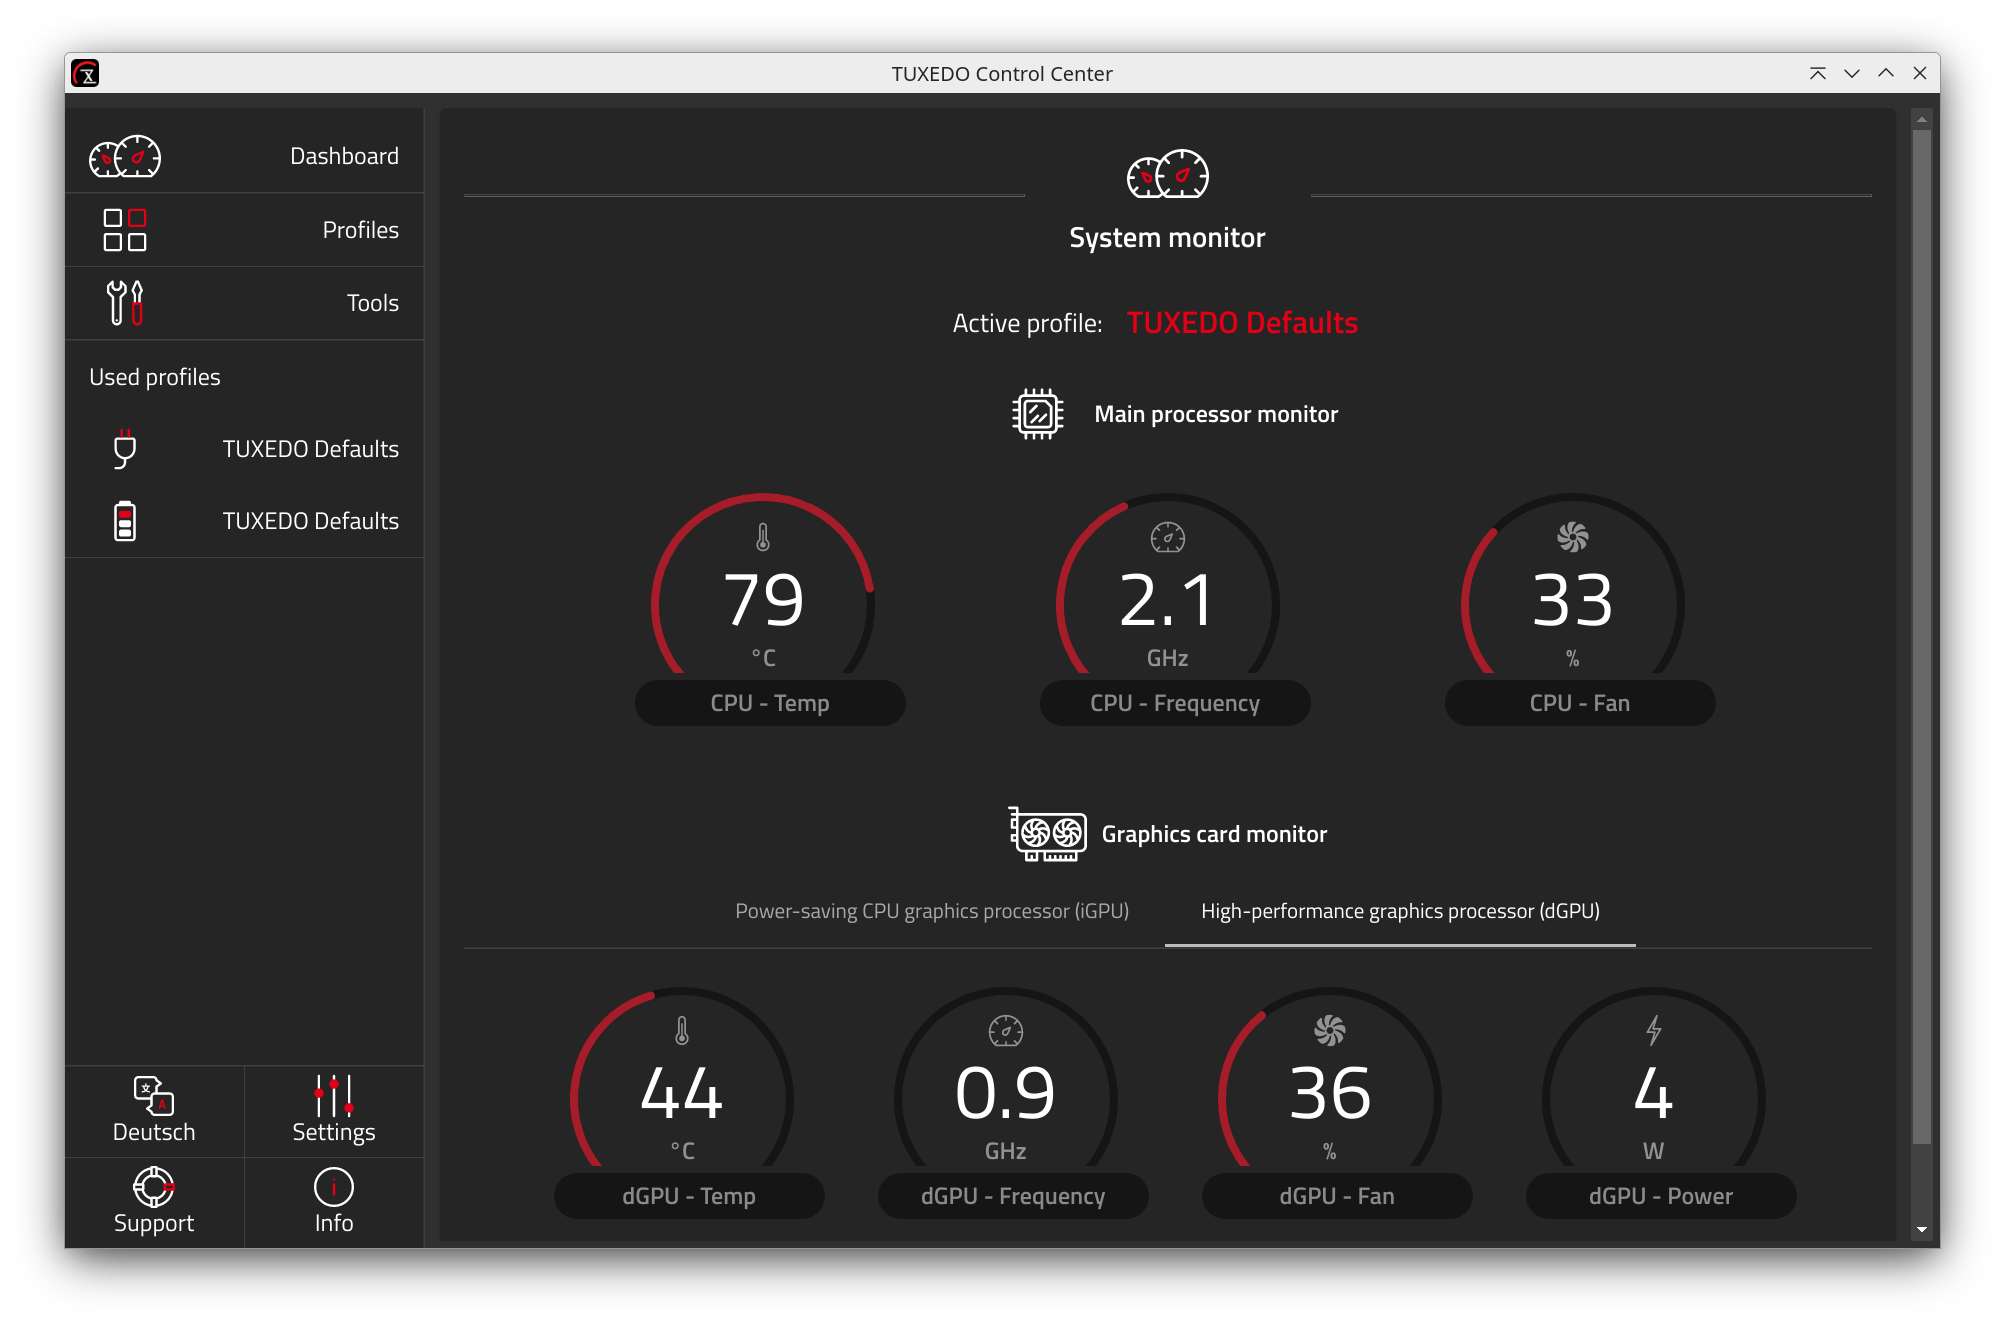 TUXEDO Control Center
Dashboard
Profiles
Tools
Used profiles
TUXEDO Defaults
TUXEDO Defaults
Deutsch
Settings
Support
Info
System monitor
Active profile: TUXEDO Defaults
Main processor monitor
79
°C
CPU - Temp
2.1
GHz
CPU - Frequency
33
%
CPU - Fan
Graphics card monitor
Power-saving CPU graphics processor (iGPU)
High-performance graphics processor (dGPU)
44
°C
dGPU - Temp
0.9
GHz
dGPU - Frequency
36
%
dGPU - Fan
4
W
dGPU - Power